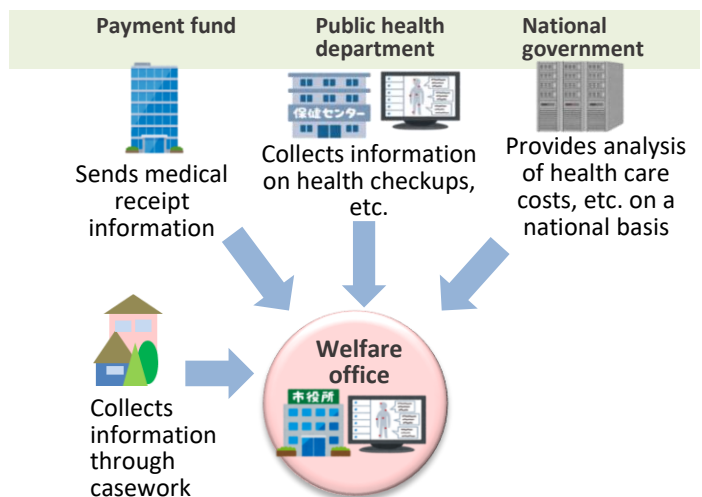 Payment fund
Public health
department
National
government
保健センター
Sends medical
receipt
information
Collects information
on health checkups,
etc.
Provides analysis
of health care
costs, etc. on a
national basis
Welfare
office
市役所
Collects
information
through
casework